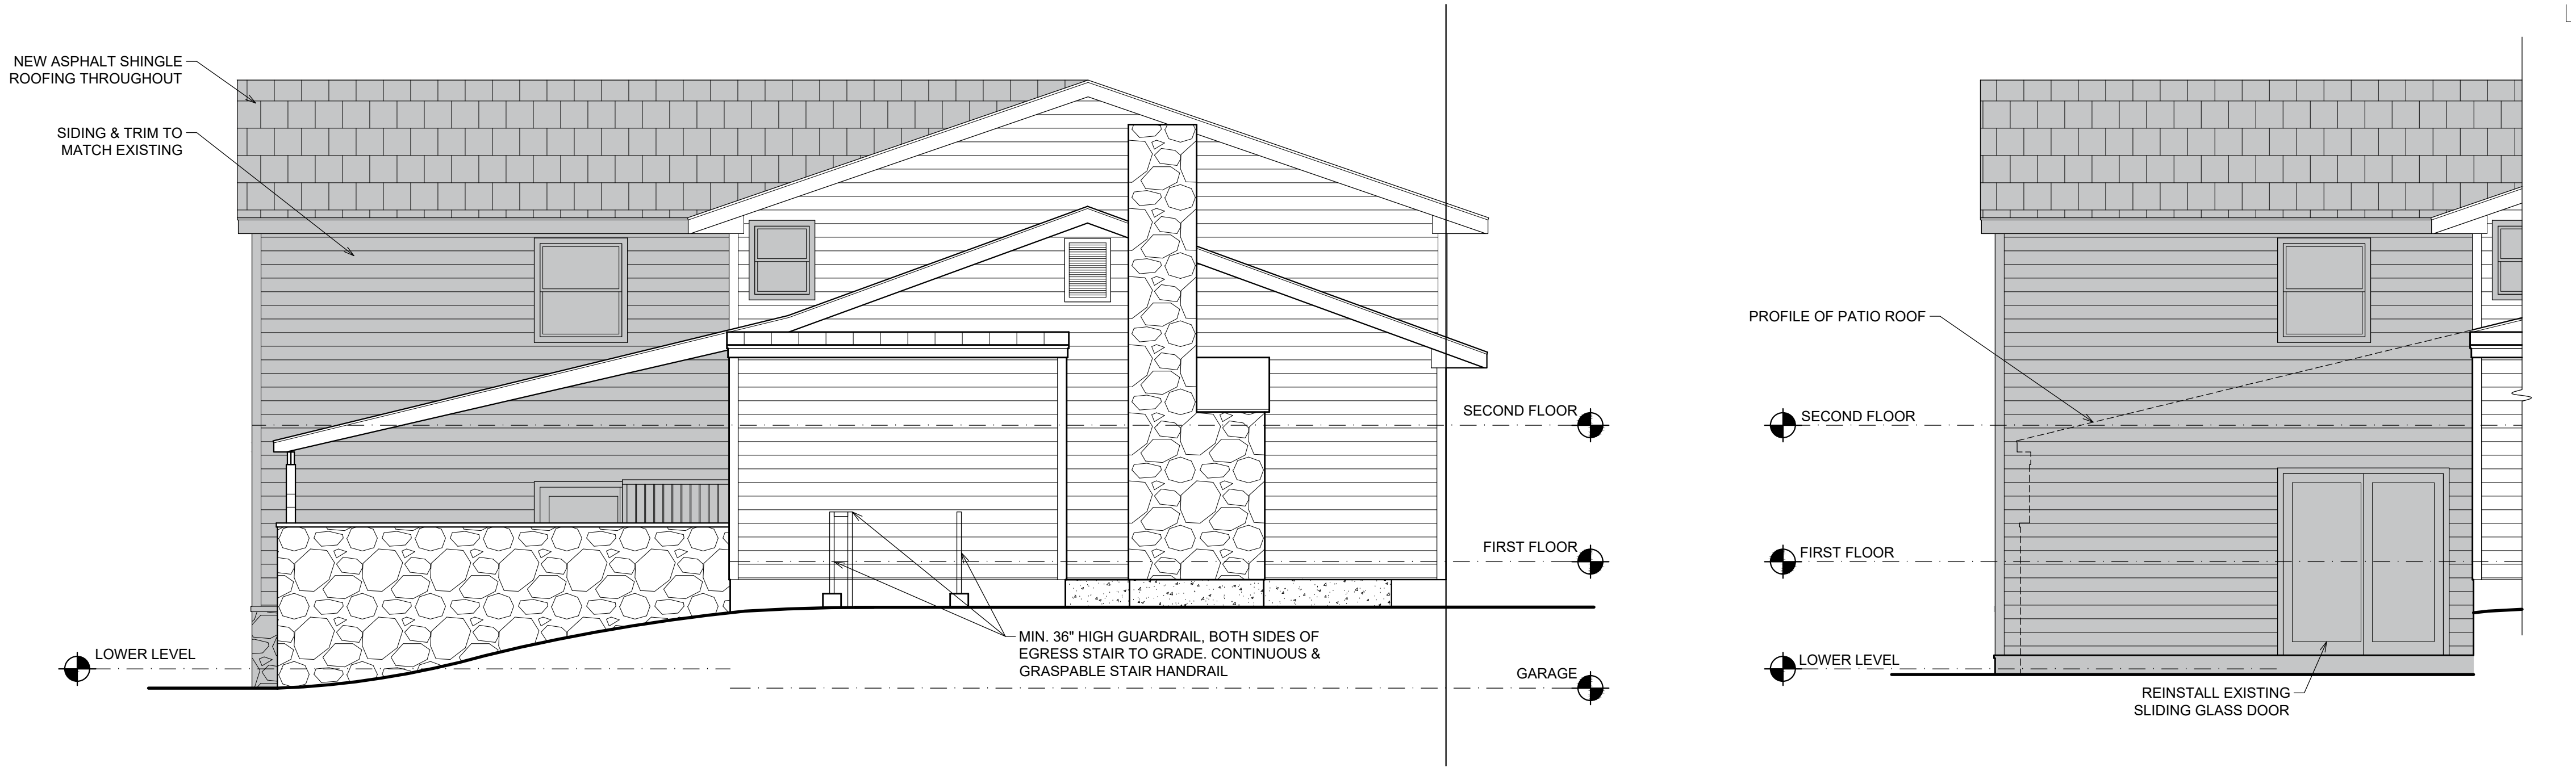 NEW ASPHALT SHINGLE
ROOFING THROUGHOUT
SIDING & TRIM TO
MATCH EXISTING
SECOND FLOOR
FIRST FLOOR
LOWER LEVEL
MIN. 36" HIGH GUARDRAIL, BOTH SIDES OF
EGRESS STAIR TO GRADE. CONTINUOUS &
GRASPABLE STAIR HANDRAIL
GARAGE
PROFILE OF PATIO ROOF
SECOND FLOOR
FIRST FLOOR
LOWER LEVEL
REINSTALL EXISTING
SLIDING GLASS DOOR